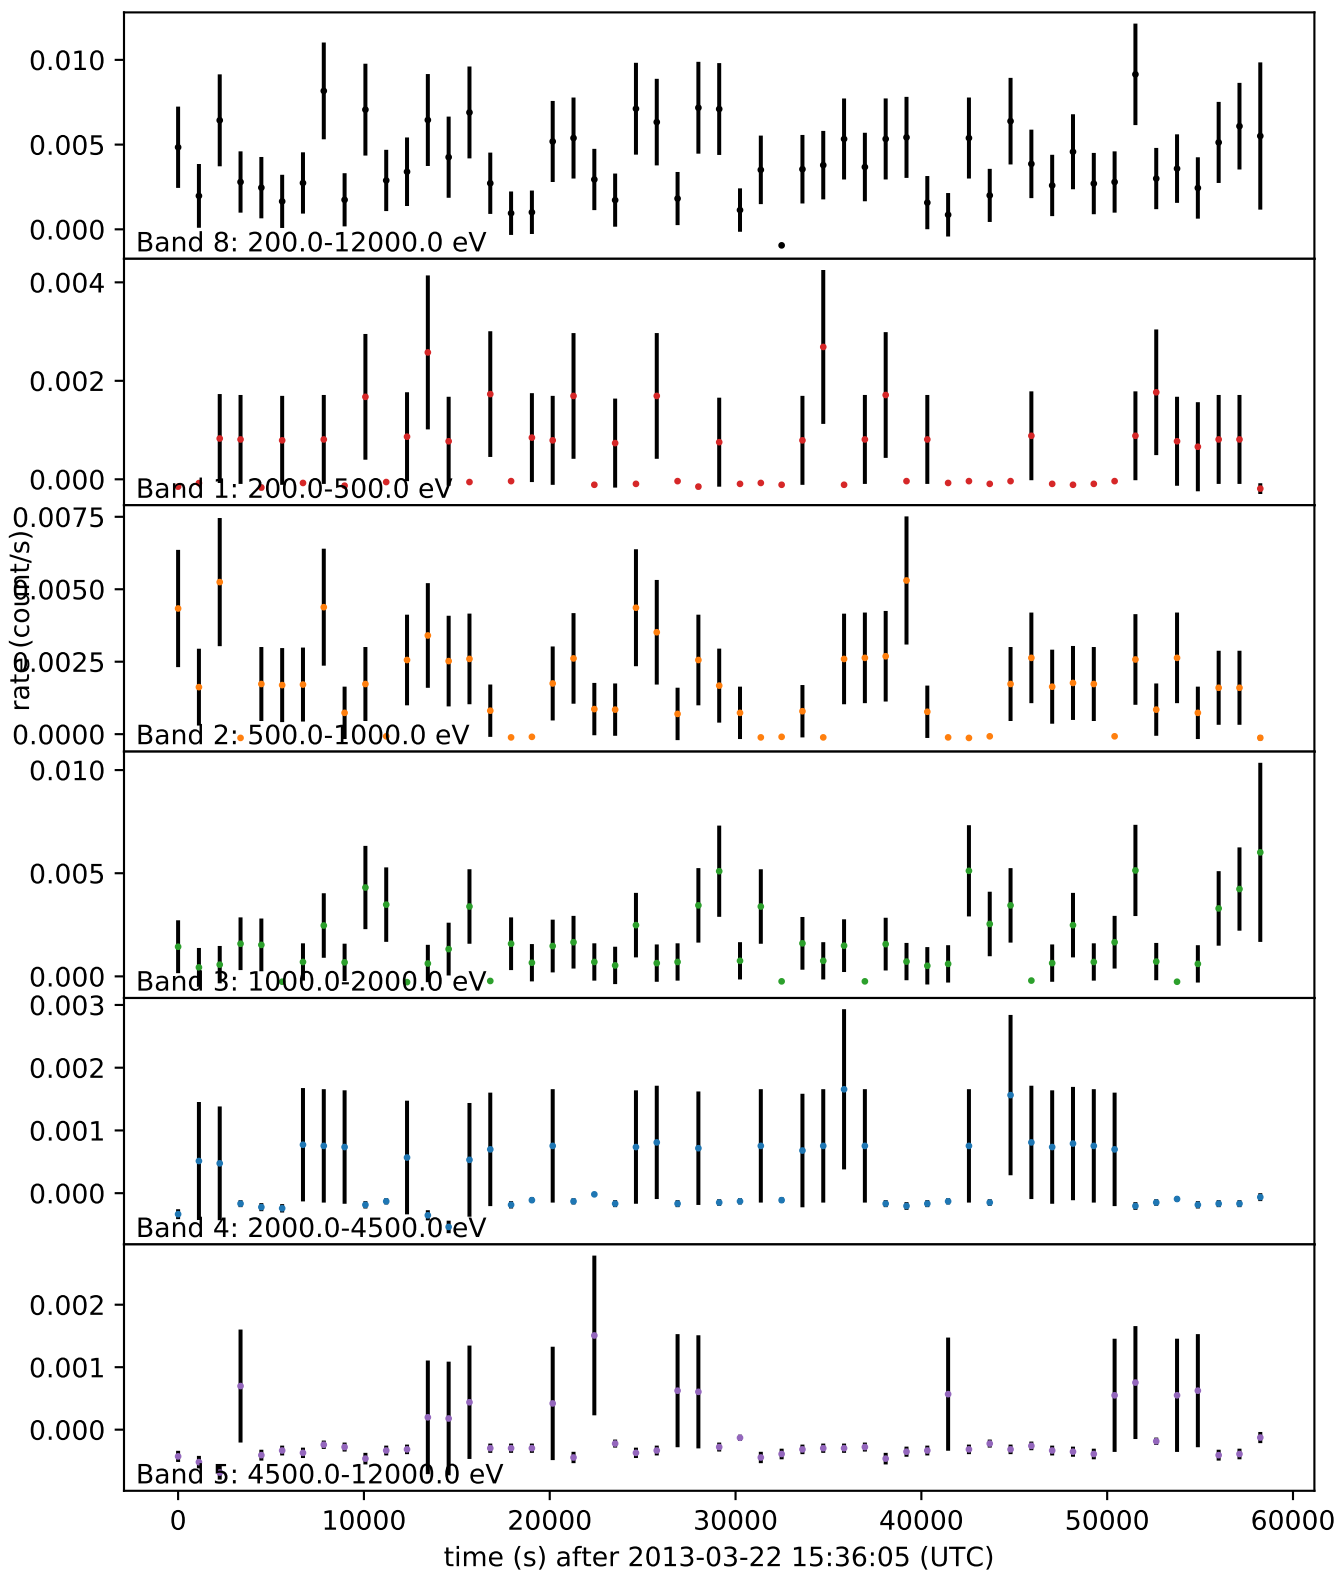 0.010
0.005
0.000
Band 8: 200.0-12000.0 eV
0.004
0.002
0.000
Band 1: 200.0-500.0 eV
rate (count/s)
0.0075
0.0050
0.0025
0.0000
Band 2: 500.0-1000.0 eV
0.010
0.005
0.000
Band 3: 1000.0-2000.0 eV
0.003
0.002
0.001
0.000
Band 4: 2000.0-4500.0 eV
0.002
0.001
0.000
Band 5: 4500.0-12000.0 eV
0 10000 20000 30000 40000 50000 60000
time (s) after 2013-03-22 15:36:05 (UTC)